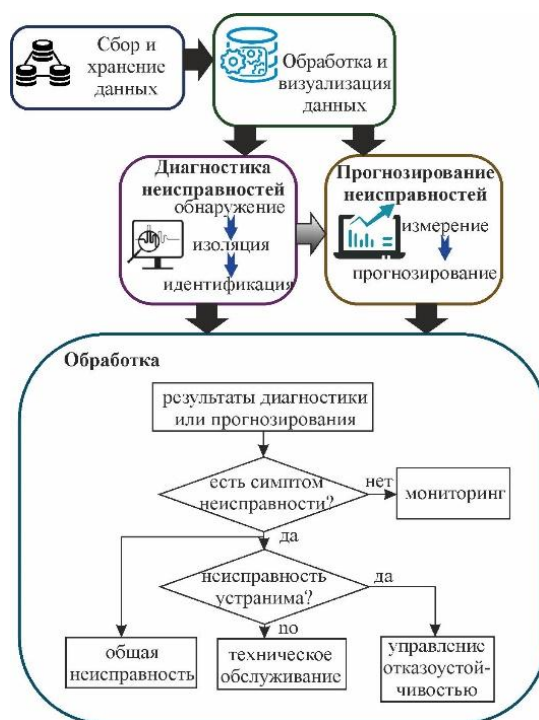 Сбор и
хранение
данных
Обработка и
визуализация
данных
Диагностика
неисправностей
обнаружение
изоляция
идентификация
Прогнозирование
неисправностей
измерение
прогнозирование
Обработка
результаты диагностики
или прогнозирования
есть симптом
неисправности?
нет
мониторинг
да
неисправность
устранима?
да
no
общая
неисправность
техническое
обслуживание
управление
отказоустой-
чивостью